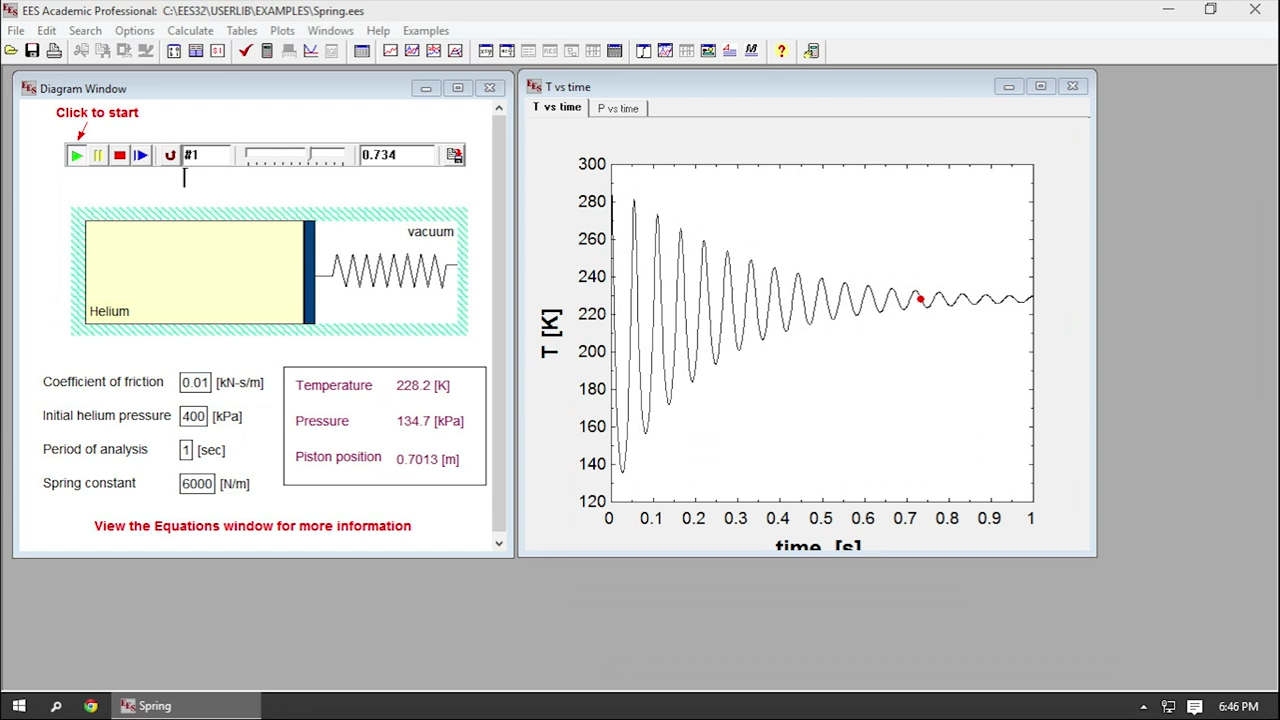 EES Academic Professional: C:\EES32\USERLIB\EXAMPLES\Spring.ees
File Edit Search Options Calculate Tables Plots Windows Help Examples
Diagram Window
Click to start
#1 0.734
vacuum
Helium
Coefficient of friction 0.01 [kN-s/m]
Initial helium pressure 400 [kPa]
Period of analysis 1 [sec]
Spring constant 6000 [N/m]
Temperature 228.2 [K]
Pressure 134.7 [kPa]
Piston position 0.7013 [m]
View the Equations window for more information
T vs time
T vs time P vs time
300
280
260
240
220
200
180
160
140
120
T [K]
0 0.1 0.2 0.3 0.4 0.5 0.6 0.7 0.8 0.9 1
time [s]
Spring
6:46 PM